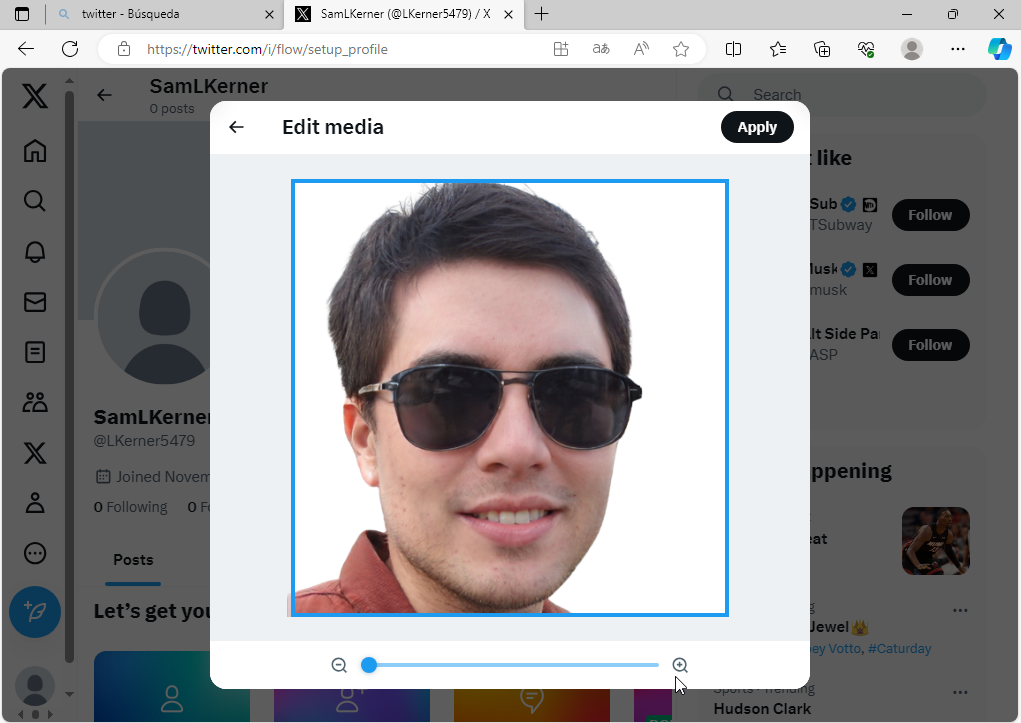 twitter - Búsqueda
SamLKerner (@LKerner5479) / X
https://twitter.com/i/flow/setup_profile
SamLKerner
0 posts
Search
Edit media
Apply
like
Sub
TSubway
Follow
Musk
musk
Follow
lt Side Pa
ASP
Follow
SamLKerner
@LKerner5479
Joined Novem
0 Following
0 Fo
Posts
Let's get you
ppening
eat
g
Jewel
ey Votto, #Caturday
Sports · Trending
Hudson Clark